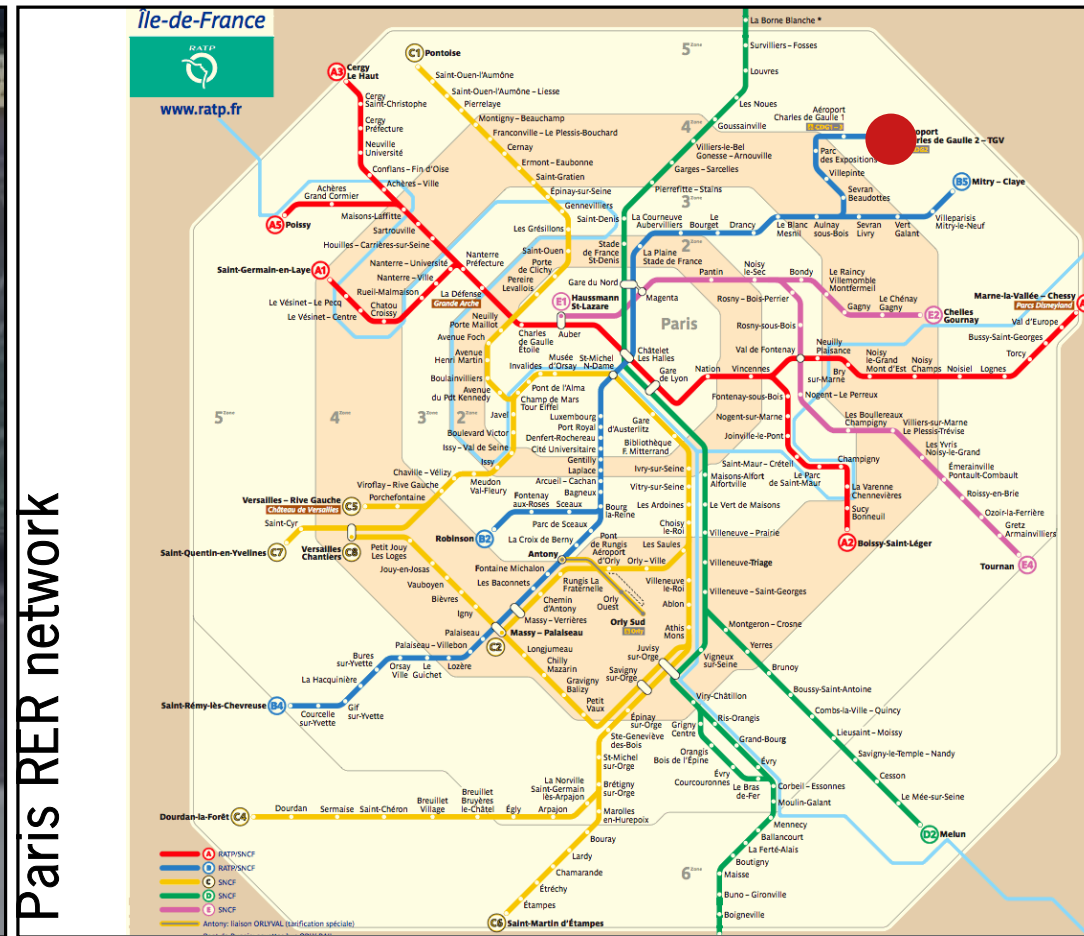 Paris RER network
Île-de-France
RATP
www.ratp.fr
C1 Pontoise
Saint-Ouen-l'Aumône
Saint-Ouen-l'Aumône – Liesse
Pierrelaye
Montigny – Beauchamp
Franconville – Le Plessis-Bouchard
Cernay
Ermont – Eaubonne
Saint-Gratien
Épinay-sur-Seine
Gennevilliers
Les Grésillons
Saint-Ouen
Porte
de Clichy
Pereire
Levallois
Neuilly
Porte Maillot
Avenue Foch
Avenue
Henri Martin
Boulainvilliers
Avenue
du Pdt Kennedy
Javel
Boulevard Victor
Issy – Val de Seine
Issy
Meudon
Val-Fleury
Chaville – Vélizy
Viroflay – Rive Gauche
Porchefontaine
Versailles – Rive Gauche
Château de Versailles
C5
A3 Cergy
Le Haut
Cergy
Saint-Christophe
Cergy
Préfecture
Neuville
Université
Conflans – Fin d'Oise
Achères – Ville
Achères
Grand Cormier
A5 Poissy
Maisons-Laffitte
Sartrouville
Houilles – Carrières-sur-Seine
Nanterre – Université
Nanterre
Préfecture
Nanterre – Ville
Rueil-Malmaison
La Défense
Grande Arche
Saint-Germain-en-Laye A1
Le Vésinet – Le Pecq
Le Vésinet – Centre
Chatou
Croissy
Charles
de Gaulle
Étoile
Auber
E1 Haussmann
St-Lazare
La Borne Blanche *
Survilliers – Fosses
Louvres
Les Noues
Goussainville
Villiers-le-Bel
Gonesse – Arnouville
Garges – Sarcelles
Pierrefitte – Stains
Saint-Denis
Stade
de France
St-Denis
Gare du Nord
Magenta
La Plaine
Stade de France
La Courneuve
Aubervilliers
Le
Bourget
Drancy
Le Blanc
Mesnil
Aulnay
sous-Bois
Sevran
Livry
Vert
Galant
Villeparisis
Mitry-le-Neuf
B5 Mitry – Claye
Sevran
Beaudottes
Villepinte
Parc
des Expositions
Aéroport
Charles de Gaulle 1
de Gaulle 2 – TGV
Pantin
Noisy
le-Sec
Bondy
Le Raincy
Villemomble
Montfermeil
Gagny
Le Chénay
Gagny
E2 Chelles
Gournay
Rosny – Bois-Perrier
Rosny-sous-Bois
Val de Fontenay
Neuilly
Plaisance
Bry
sur-Marne
Noisy
le-Grand
Mont d'Est
Noisy
Champs
Noisiel
Lognes
Torcy
Bussy-Saint-Georges
Val d'Europe
Marne-la-Vallée – Chessy
Parcs Disneyland
Nogent – Le Perreux
Les Boullereaux
Champigny
Villiers-sur-Marne
Le Plessis-Trévise
Les Yvris
Noisy-le-Grand
Émerainville
Pontault-Combault
Roissy-en-Brie
Ozoir-la-Ferrière
Gretz
Armainvilliers
Tournan E4
Paris
Châtelet
Les Halles
Gare
de Lyon
Nation
Vincennes
Fontenay-sous-Bois
Nogent-sur-Marne
Joinville-le-Pont
Saint-Maur – Créteil
Le Parc
de Saint-Maur
Champigny
La Varenne
Chennevières
Sucy
Bonneuil
A2 Boissy-Saint-Léger
Invalides
Musée
d'Orsay
St-Michel
N-Dame
Pont de l'Alma
Champ de Mars
Tour Eiffel
Luxembourg
Port Royal
Denfert-Rochereau
Cité Universitaire
Gentilly
Laplace
Arcueil – Cachan
Bagneux
Bourg
la-Reine
Fontenay
aux-Roses
Sceaux
Robinson B2
Parc de Sceaux
La Croix de Berny
Antony
Fontaine Michalon
Les Baconnets
Gare
d'Austerlitz
Bibliothèque
F. Mitterrand
Ivry-sur-Seine
Vitry-sur-Seine
Les Ardoines
Choisy
le-Roi
Les Saules
Orly – Ville
Pont
de Rungis
Aéroport
d'Orly
Rungis La
Fraternelle
Orly
Ouest
Orly Sud
Chemin
d'Antony
Massy – Verrières
Massy – Palaiseau
C2
Villeneuve
le-Roi
Ablon
Athis
Mons
Juvisy
sur-Orge
Savigny
sur-Orge
Maisons-Alfort
Alfortville
Le Vert de Maisons
Villeneuve – Prairie
Villeneuve-Triage
Villeneuve – Saint-Georges
Montgeron – Crosne
Yerres
Brunoy
Boussy-Saint-Antoine
Combs-la-Ville – Quincy
Lieusaint – Moissy
Savigny-le-Temple – Nandy
Cesson
Le Mée-sur-Seine
D2 Melun
Vigneux
sur-Seine
Viry-Châtillon
Ris-Orangis
Grand-Bourg
Évry
Corbeil – Essonnes
Moulin-Galant
Mennecy
Ballancourt
La Ferté-Alais
Boutigny
Maisse
Buno – Gironville
Boigneville
Grigny
Centre
Orangis
Bois de l'Épine
Évry
Courcouronnes
Le Bras
de-Fer
Saint-Cyr
Saint-Quentin-en-Yvelines C7
Versailles
Chantiers C8
Petit Jouy
Les Loges
Jouy-en-Josas
Vauboyen
Bièvres
Igny
Palaiseau
Palaiseau – Villebon
Lozère
Le
Guichet
Orsay
Ville
Bures
sur-Yvette
La Hacquinière
Gif
sur-Yvette
Courcelle
sur-Yvette
Saint-Rémy-lès-Chevreuse B4
Longjumeau
Chilly
Mazarin
Gravigny
Balizy
Petit
Vaux
Épinay
sur-Orge
Ste-Geneviève
des-Bois
St-Michel
sur-Orge
Brétigny
sur-Orge
Marolles
en-Hurepoix
Bouray
Lardy
Chamarande
Étréchy
Étampes
C6 Saint-Martin d'Étampes
La Norville
Saint-Germain
lès-Arpajon
Arpajon
Égly
Breuillet
Bruyères
le-Châtel
Breuillet
Village
Saint-Chéron
Sermaise
Dourdan
Dourdan-la-Forêt C4
5 Zone
4 Zone
3 Zone
2 Zone
5 Zone
4 Zone
3 Zone
2 Zone
6 Zone
A RATP/SNCF
B RATP/SNCF
C SNCF
D SNCF
E SNCF
Antony: liaison ORLYVAL (tarification spéciale)